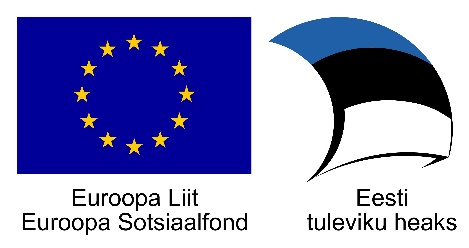 Euroopa Liit
Euroopa Sotsiaalfond
Eesti
tuleviku heaks